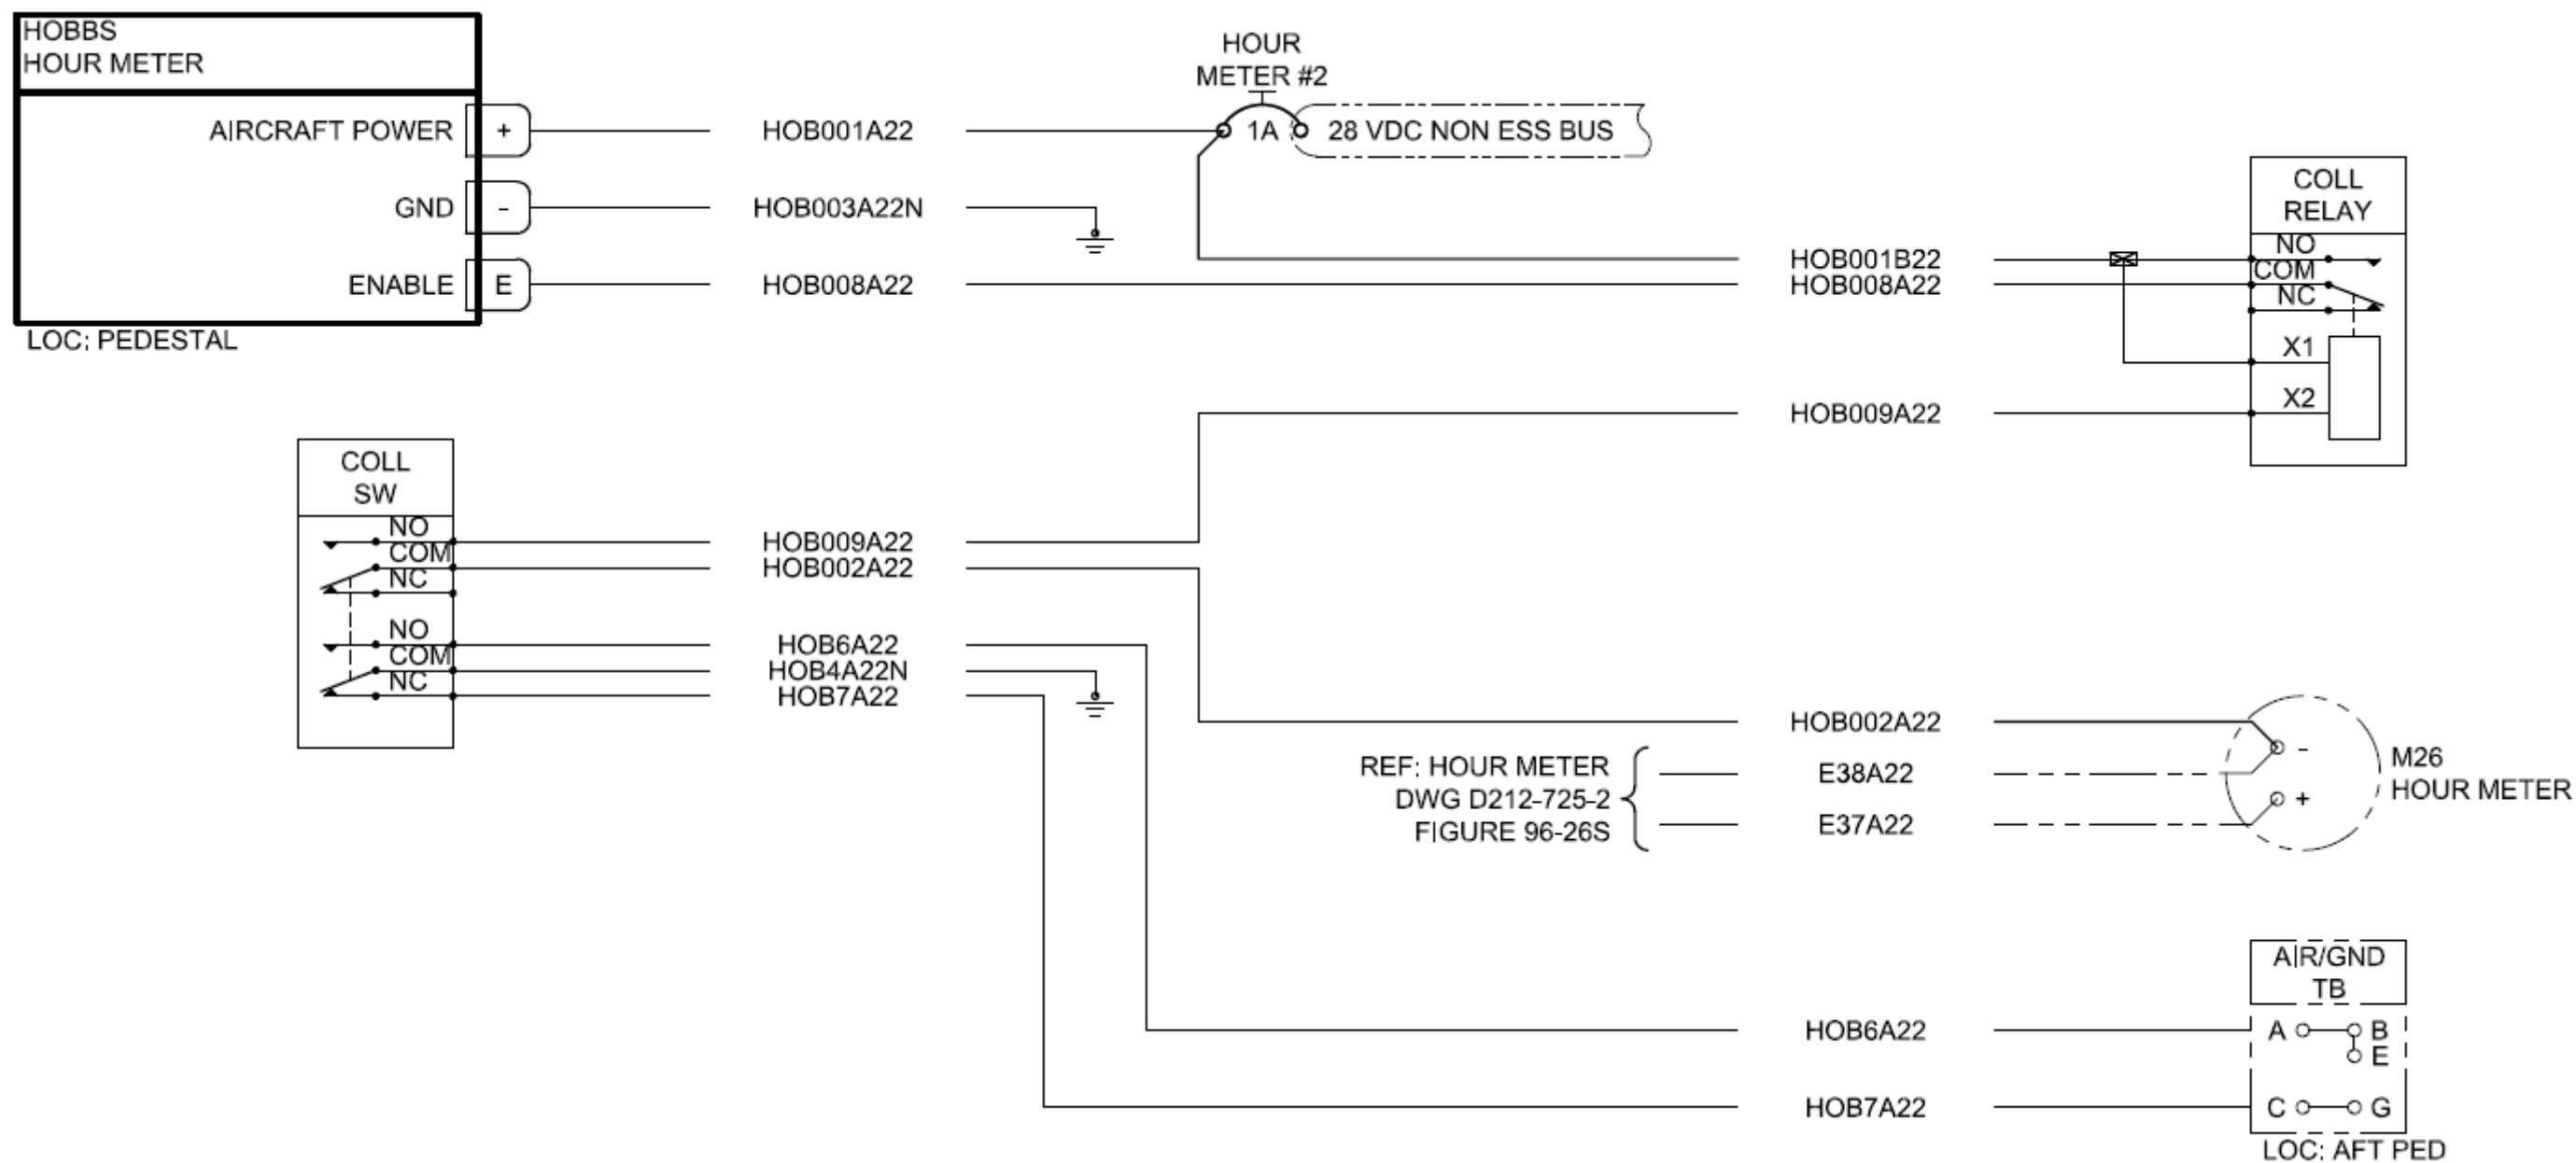 HOBBS
HOUR METER
AIRCRAFT POWER +
GND -
ENABLE E
LOC: PEDESTAL
HOB001A22
HOB003A22N
HOB008A22
HOUR
METER #2
1A
28 VDC NON ESS BUS
HOB001B22
HOB008A22
HOB009A22
COLL
RELAY
NO
COM
NC
X1
X2
COLL
SW
NO
COM
NC
NO
COM
NC
HOB009A22
HOB002A22
HOB6A22
HOB4A22N
HOB7A22
HOB002A22
REF: HOUR METER
DWG D212-725-2
FIGURE 96-26S
E38A22
E37A22
-
+
M26
HOUR METER
HOB6A22
HOB7A22
AIR/GND
TB
A B
E
C G
LOC: AFT PED